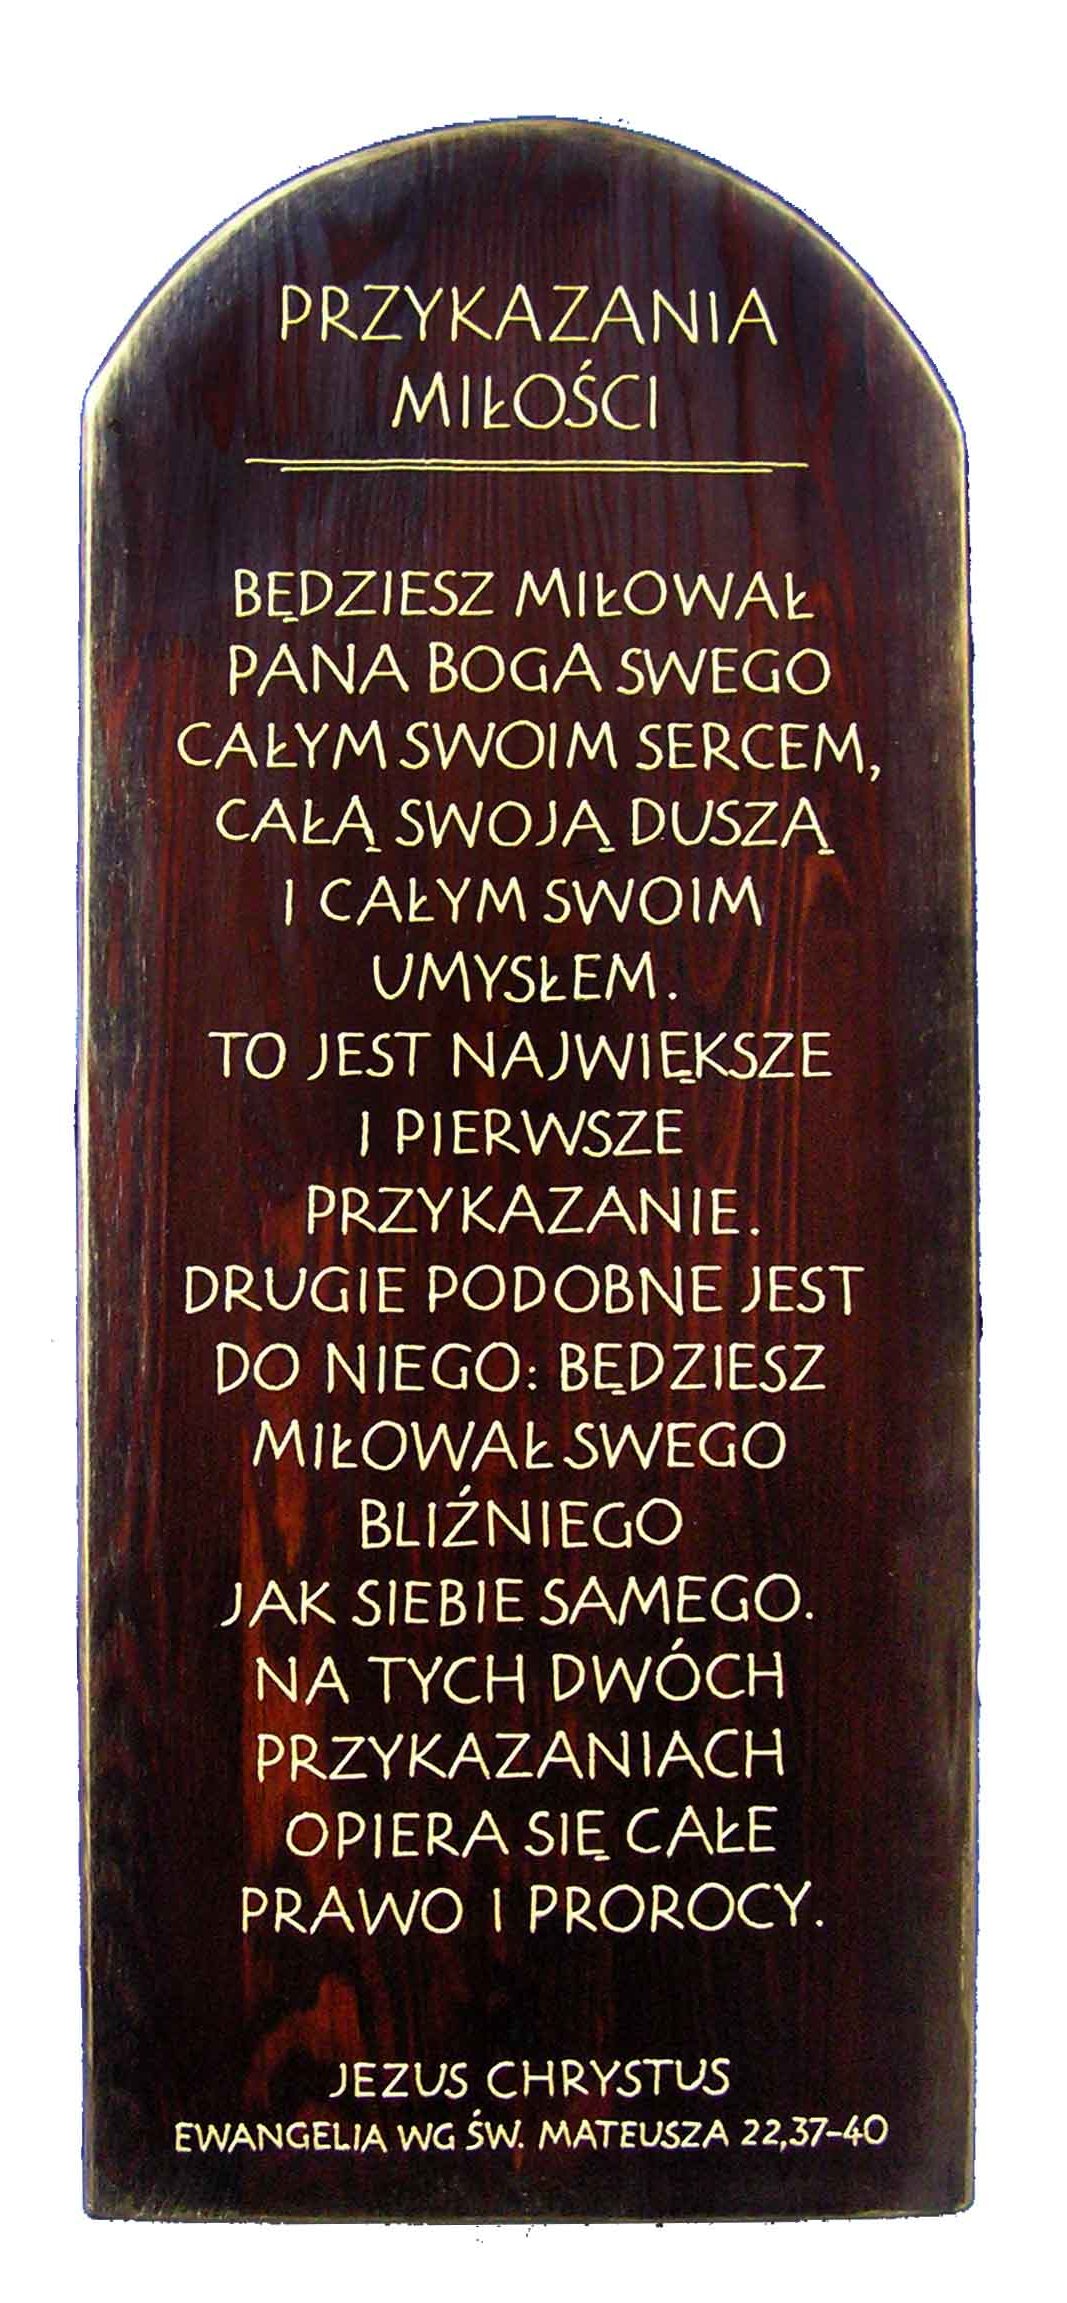 PRZYKAZANIA
MIŁOŚCI
BĘDZIESZ MIŁOWAŁ
PANA BOGA SWEGO
CAŁYM SWOIM SERCEM,
CAŁĄ SWOJĄ DUSZĄ
I CAŁYM SWOIM
UMYSŁEM.
TO JEST NAJWIĘKSZE
I PIERWSZE
PRZYKAZANIE.
DRUGIE PODOBNE JEST
DO NIEGO: BĘDZIESZ
MIŁOWAŁ SWEGO
BLIŹNIEGO
JAK SIEBIE SAMEGO.
NA TYCH DWÓCH
PRZYKAZANIACH
OPIERA SIĘ CAŁE
PRAWO I PROROCY.
JEZUS CHRYSTUS
EWANGELIA WG ŚW. MATEUSZA 22,37-40